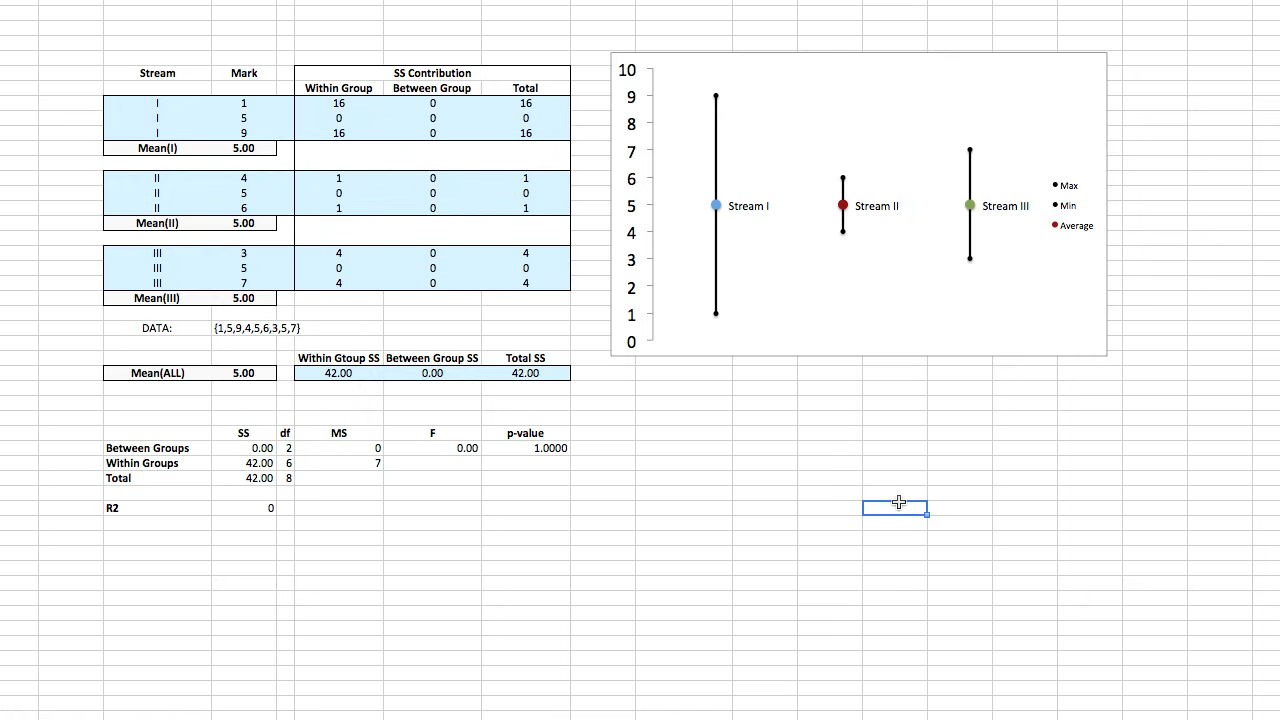 Stream Mark SS Contribution
Within Group Between Group Total
I 1 16 0 16
I 5 0 0 0
I 9 16 0 16
Mean(I) 5.00
II 4 1 0 1
II 5 0 0 0
II 6 1 0 1
Mean(II) 5.00
III 3 4 0 4
III 5 0 0 0
III 7 4 0 4
Mean(III) 5.00
DATA: {1,5,9,4,5,6,3,5,7}
Within Gtoup SS Between Group SS Total SS
Mean(ALL) 5.00 42.00 0.00 42.00
SS df MS F p-value
Between Groups 0.00 2 0 0.00 1.0000
Within Groups 42.00 6 7
Total 42.00 8
R2 0
10
9
8
7
6
5
4
3
2
1
0
Stream I
Stream II
Stream III
Max
Min
Average